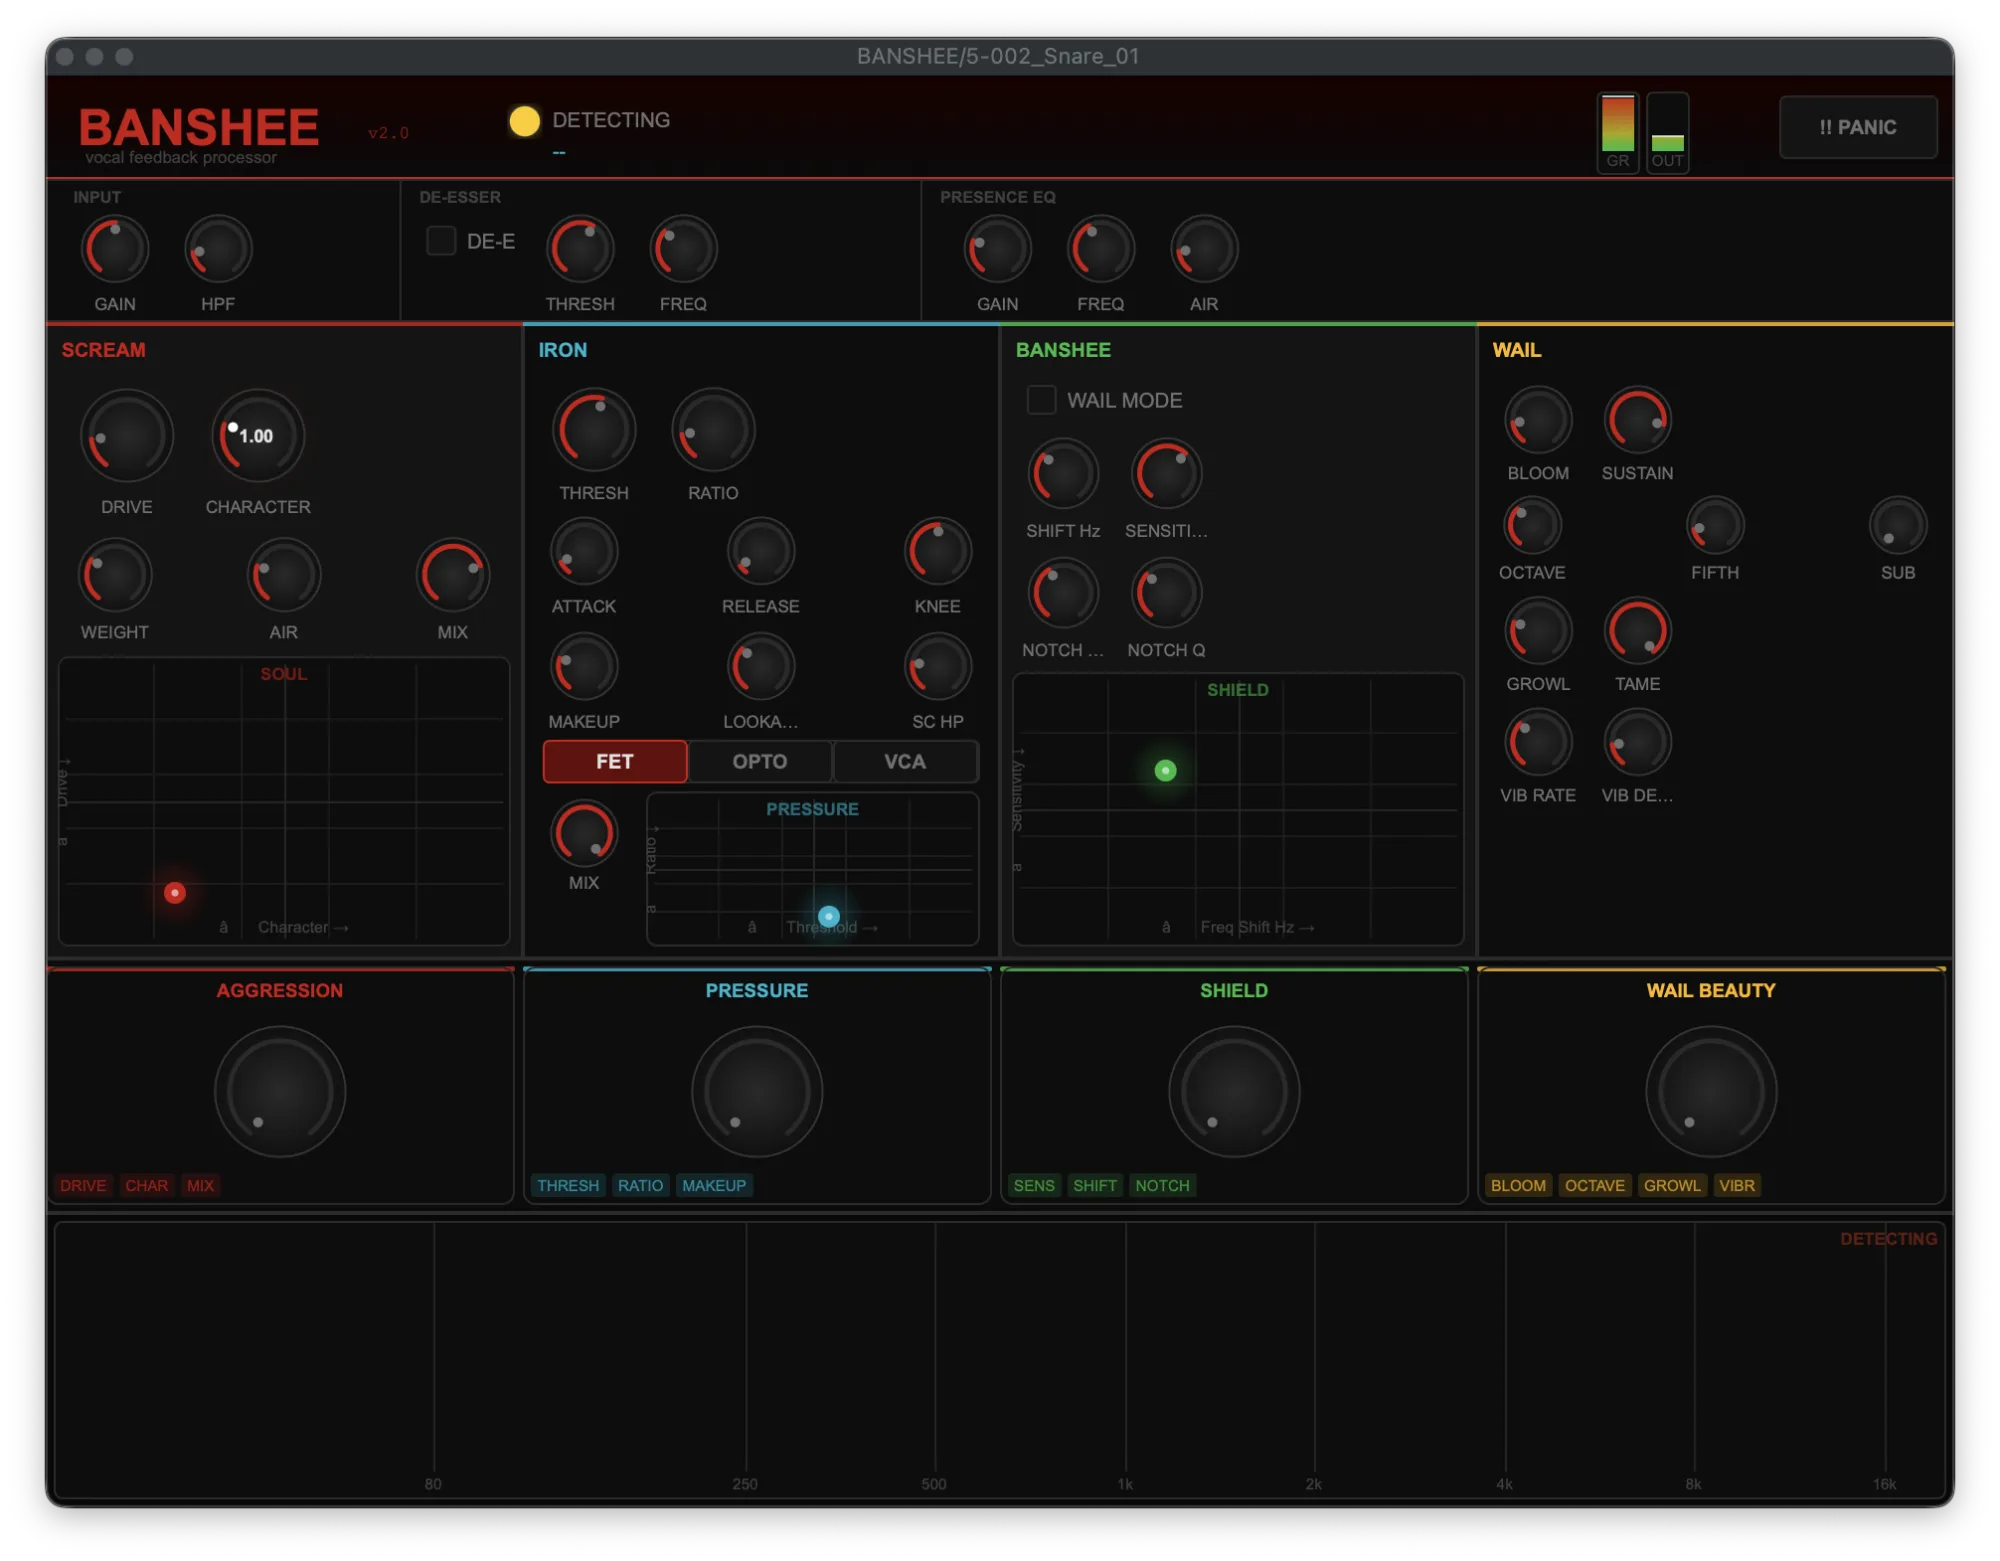 BANSHEE/5-002_Snare_01
BANSHEE v2.0
vocal feedback processor
DETECTING
--
GR OUT
!! PANIC
INPUT
GAIN HPF
DE-ESSER
DE-E
THRESH FREQ
PRESENCE EQ
GAIN FREQ AIR
SCREAM
1.00
DRIVE CHARACTER
WEIGHT AIR MIX
SOUL
Drive →
â
â Character →
IRON
THRESH RATIO
ATTACK RELEASE KNEE
MAKEUP LOOKA... SC HP
FET OPTO VCA
MIX
PRESSURE
Ratio →
â
â Threshold →
BANSHEE
WAIL MODE
SHIFT Hz SENSITI...
NOTCH ... NOTCH Q
SHIELD
Sensitivity →
â
â Freq Shift Hz →
WAIL
BLOOM SUSTAIN
OCTAVE FIFTH SUB
GROWL TAME
VIB RATE VIB DE...
AGGRESSION
DRIVE CHAR MIX
PRESSURE
THRESH RATIO MAKEUP
SHIELD
SENS SHIFT NOTCH
WAIL BEAUTY
BLOOM OCTAVE GROWL VIBR
DETECTING
80 250 500 1k 2k 4k 8k 16k